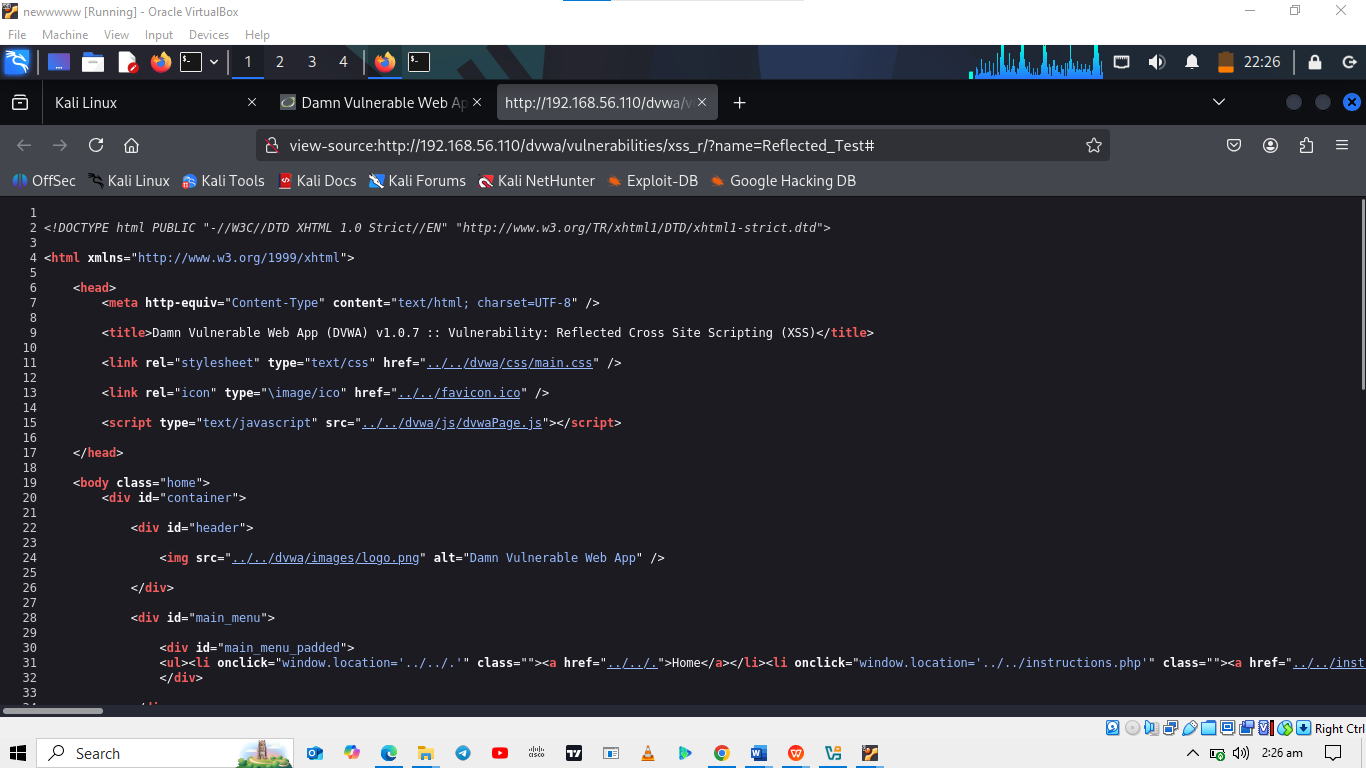 newwwww [Running] - Oracle VirtualBox
File Machine View Input Devices Help
1 2 3 4 22:26
Kali Linux
Damn Vulnerable Web Ap
http://192.168.56.110/dvwa/v
view-source:http://192.168.56.110/dvwa/vulnerabilities/xss_r/?name=Reflected_Test#
OffSec Kali Linux Kali Tools Kali Docs Kali Forums Kali NetHunter Exploit-DB Google Hacking DB
1
2 <!DOCTYPE html PUBLIC "-//W3C//DTD XHTML 1.0 Strict//EN" "http://www.w3.org/TR/xhtml1/DTD/xhtml1-strict.dtd">
3
4 <html xmlns="http://www.w3.org/1999/xhtml">
5
6 <head>
7 <meta http-equiv="Content-Type" content="text/html; charset=UTF-8" />
8
9 <title>Damn Vulnerable Web App (DVWA) v1.0.7 :: Vulnerability: Reflected Cross Site Scripting (XSS)</title>
10
11 <link rel="stylesheet" type="text/css" href="../../dvwa/css/main.css" />
12
13 <link rel="icon" type="\image/ico" href="../../favicon.ico" />
14
15 <script type="text/javascript" src="../../dvwa/js/dvwaPage.js"></script>
16
17 </head>
18
19 <body class="home">
20 <div id="container">
21
22 <div id="header">
23
24 <img src="../../dvwa/images/logo.png" alt="Damn Vulnerable Web App" />
25
26 </div>
27
28 <div id="main_menu">
29
30 <div id="main_menu_padded">
31 <ul><li onclick="window.location='../../.'" class=""><a href="../../.">Home</a></li><li onclick="window.location='../../instructions.php'" class=""><a href="../../inst
32 </div>
33
Right Ctrl
Search
2:26 am